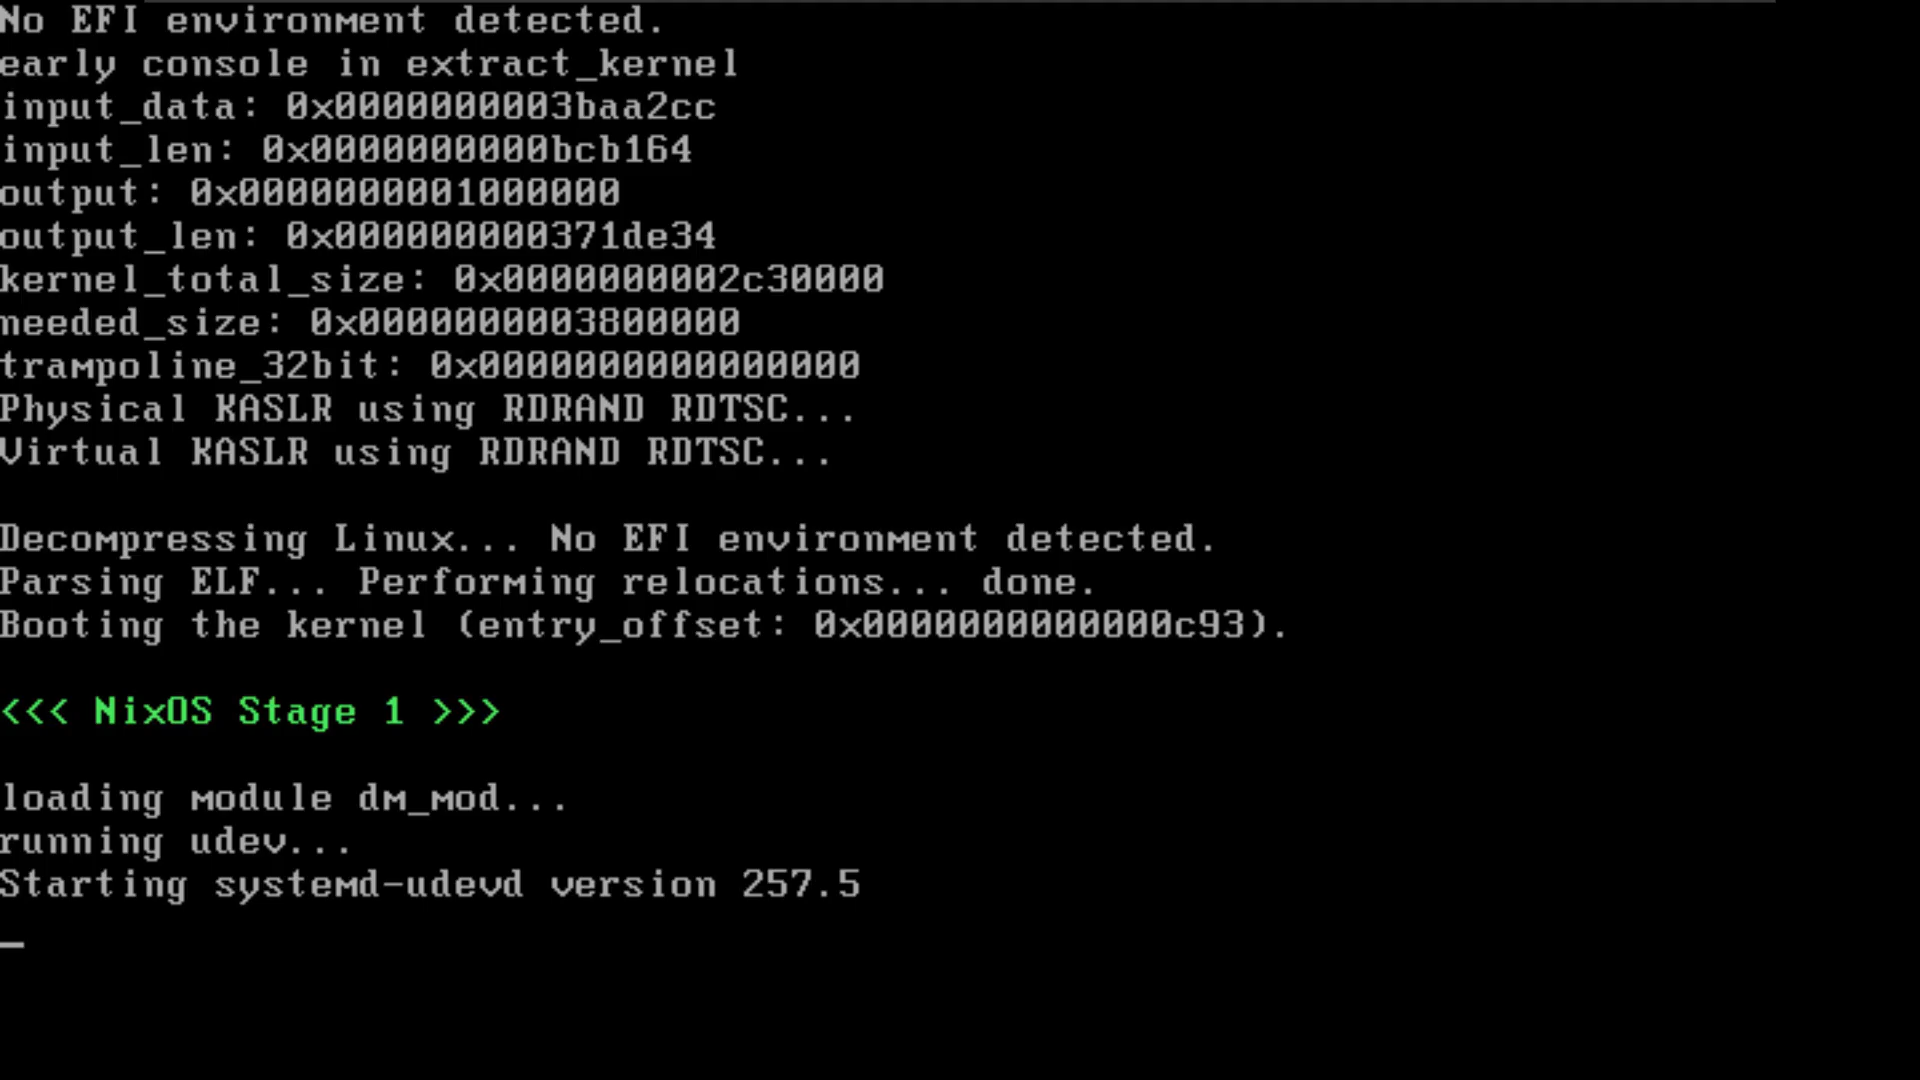 No EFI environment detected.
early console in extract_kernel
input_data: 0x0000000003baa2cc
input_len: 0x0000000000bcb164
output: 0x0000000001000000
output_len: 0x000000000371de34
kernel_total_size: 0x0000000002c30000
needed_size: 0x0000000003800000
trampoline_32bit: 0x0000000000000000
Physical KASLR using RDRAND RDTSC...
Virtual KASLR using RDRAND RDTSC...
Decompressing Linux... No EFI environment detected.
Parsing ELF... Performing relocations... done.
Booting the kernel (entry_offset: 0x0000000000000c93).
<<< NixOS Stage 1 >>>
loading module dm_mod...
running udev...
Starting systemd-udevd version 257.5